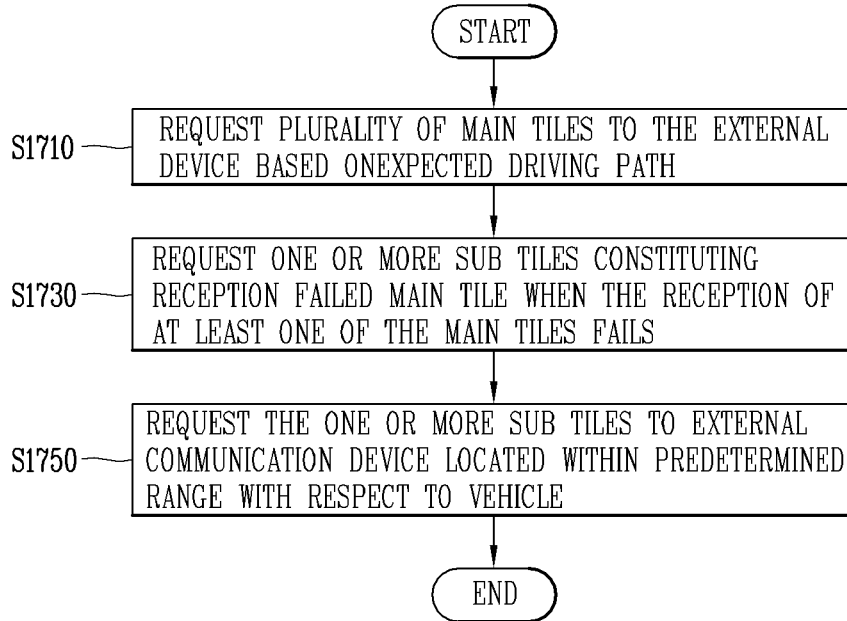 START
S1710
REQUEST PLURALITY OF MAIN TILES TO THE EXTERNAL
DEVICE BASED ONEXPECTED DRIVING PATH
S1730
REQUEST ONE OR MORE SUB TILES CONSTITUTING
RECEPTION FAILED MAIN TILE WHEN THE RECEPTION OF
AT LEAST ONE OF THE MAIN TILES FAILS
S1750
REQUEST THE ONE OR MORE SUB TILES TO EXTERNAL
COMMUNICATION DEVICE LOCATED WITHIN PREDETERMINED
RANGE WITH RESPECT TO VEHICLE
END